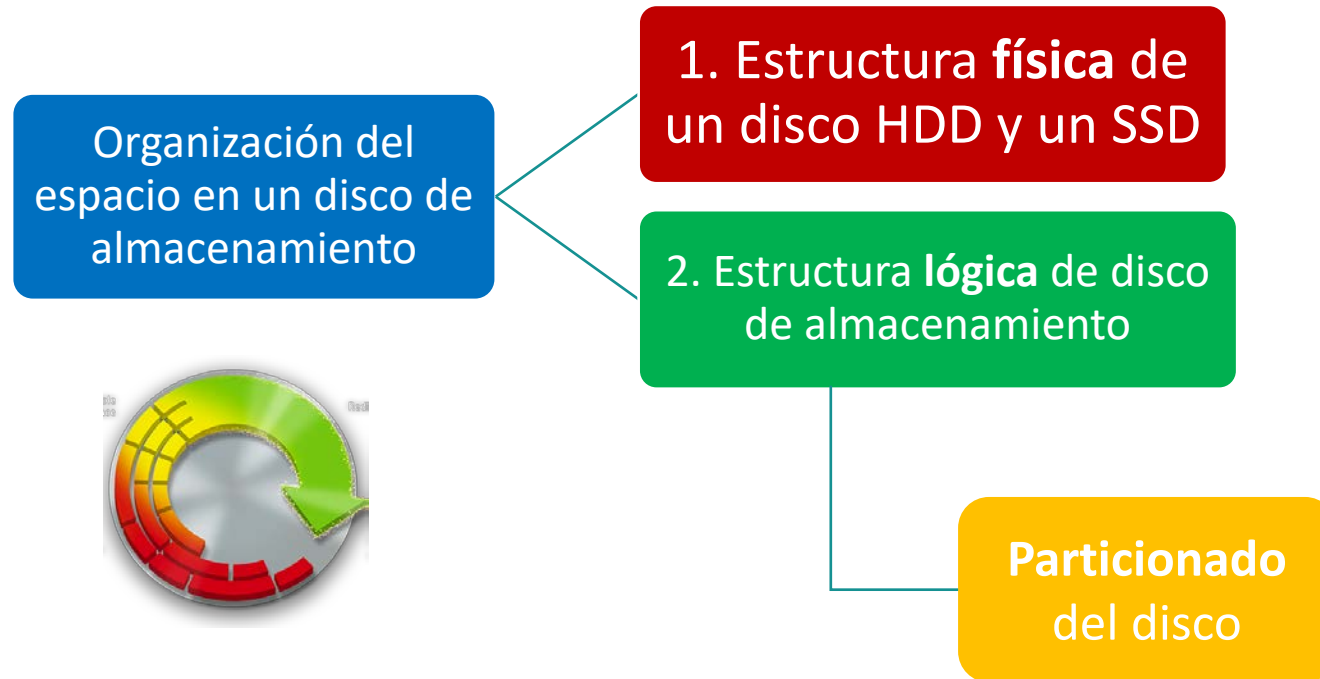 Organización del
espacio en un disco de
almacenamiento
1. Estructura física de
un disco HDD y un SSD
2. Estructura lógica de disco
de almacenamiento
Particionado
del disco